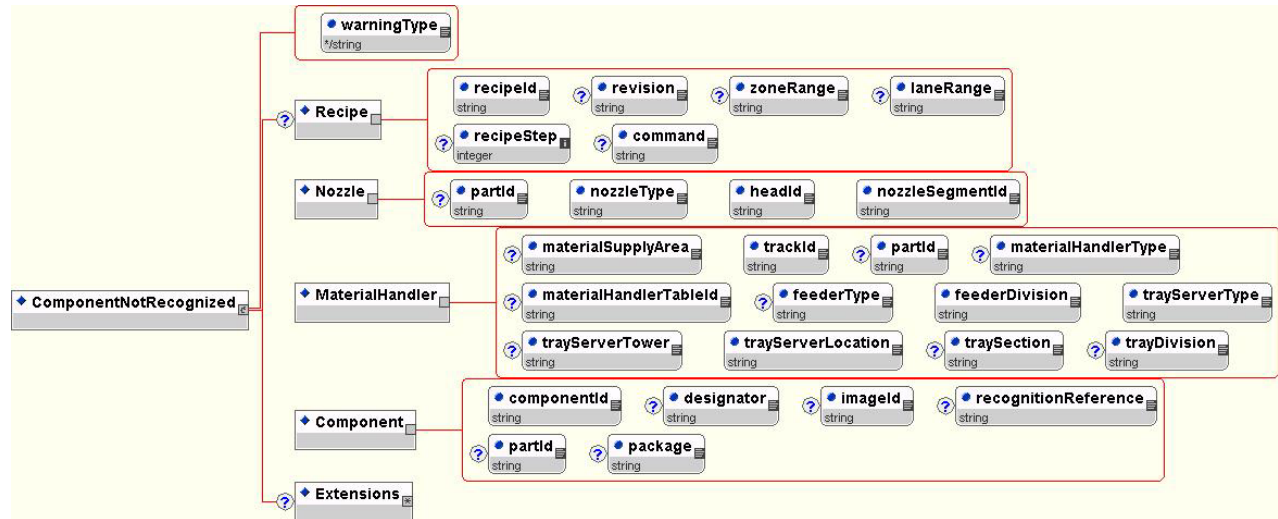 warningType
*/string
? Recipe
recipeId ? revision ? zoneRange ? laneRange
string string string string
? recipeStep i ? command
integer string
Nozzle
? partId nozzleType headId nozzleSegmentId
string string string string
? materialSupplyArea trackId ? partId ? materialHandlerType
string string string string
ComponentNotRecognized
MaterialHandler
? materialHandlerTableId ? feederType feederDivision trayServerType
string string string string
? trayServerTower trayServerLocation ? traySection ? trayDivision
string string string string
Component
componentId ? designator ? imageId ? recognitionReference
string string string string
? partId ? package
string string
? Extensions